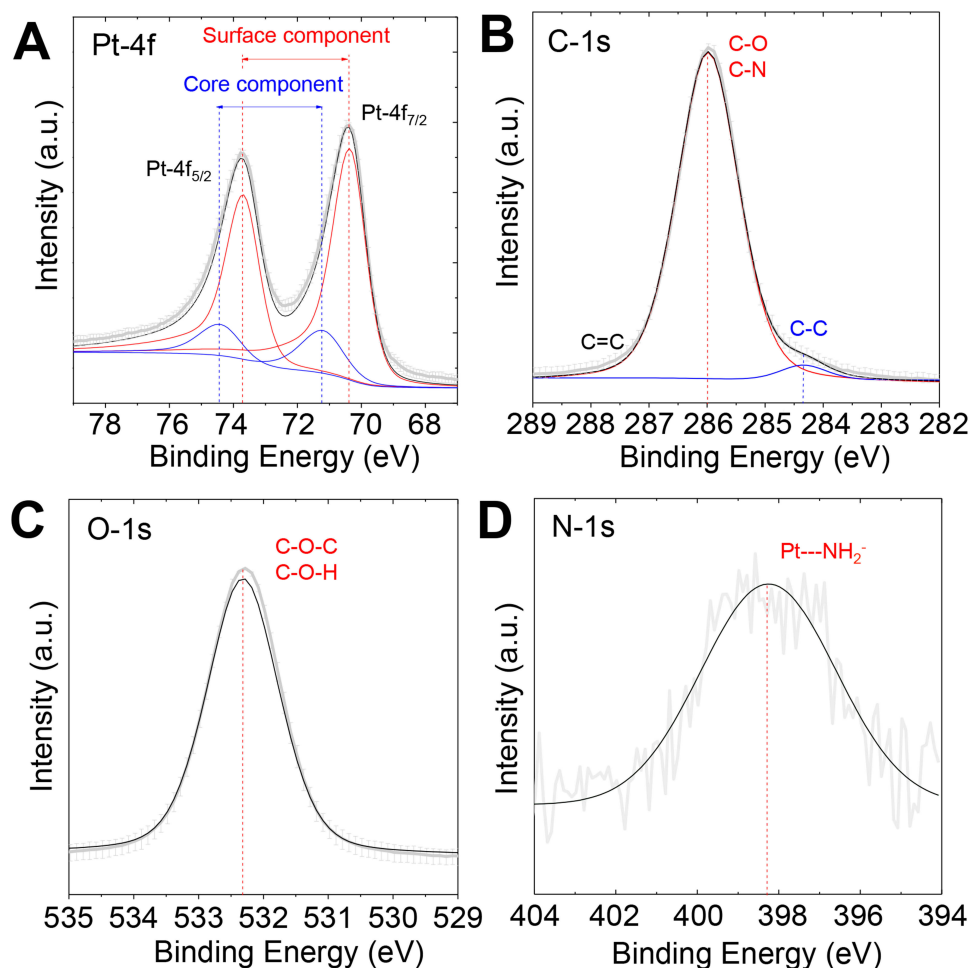 A
Pt-4f
Surface component
Core component
Pt-4f₇/₂
Pt-4f₅/₂
Intensity (a.u.)
78 76 74 72 70 68
Binding Energy (eV)
B
C-1s
C-O
C-N
C=C
C-C
Intensity (a.u.)
289 288 287 286 285 284 283 282
Binding Energy (eV)
C
O-1s
C-O-C
C-O-H
Intensity (a.u.)
535 534 533 532 531 530 529
Binding Energy (eV)
D
N-1s
Pt---NH₂⁻
Intensity (a.u.)
404 402 400 398 396 394
Binding Energy (eV)